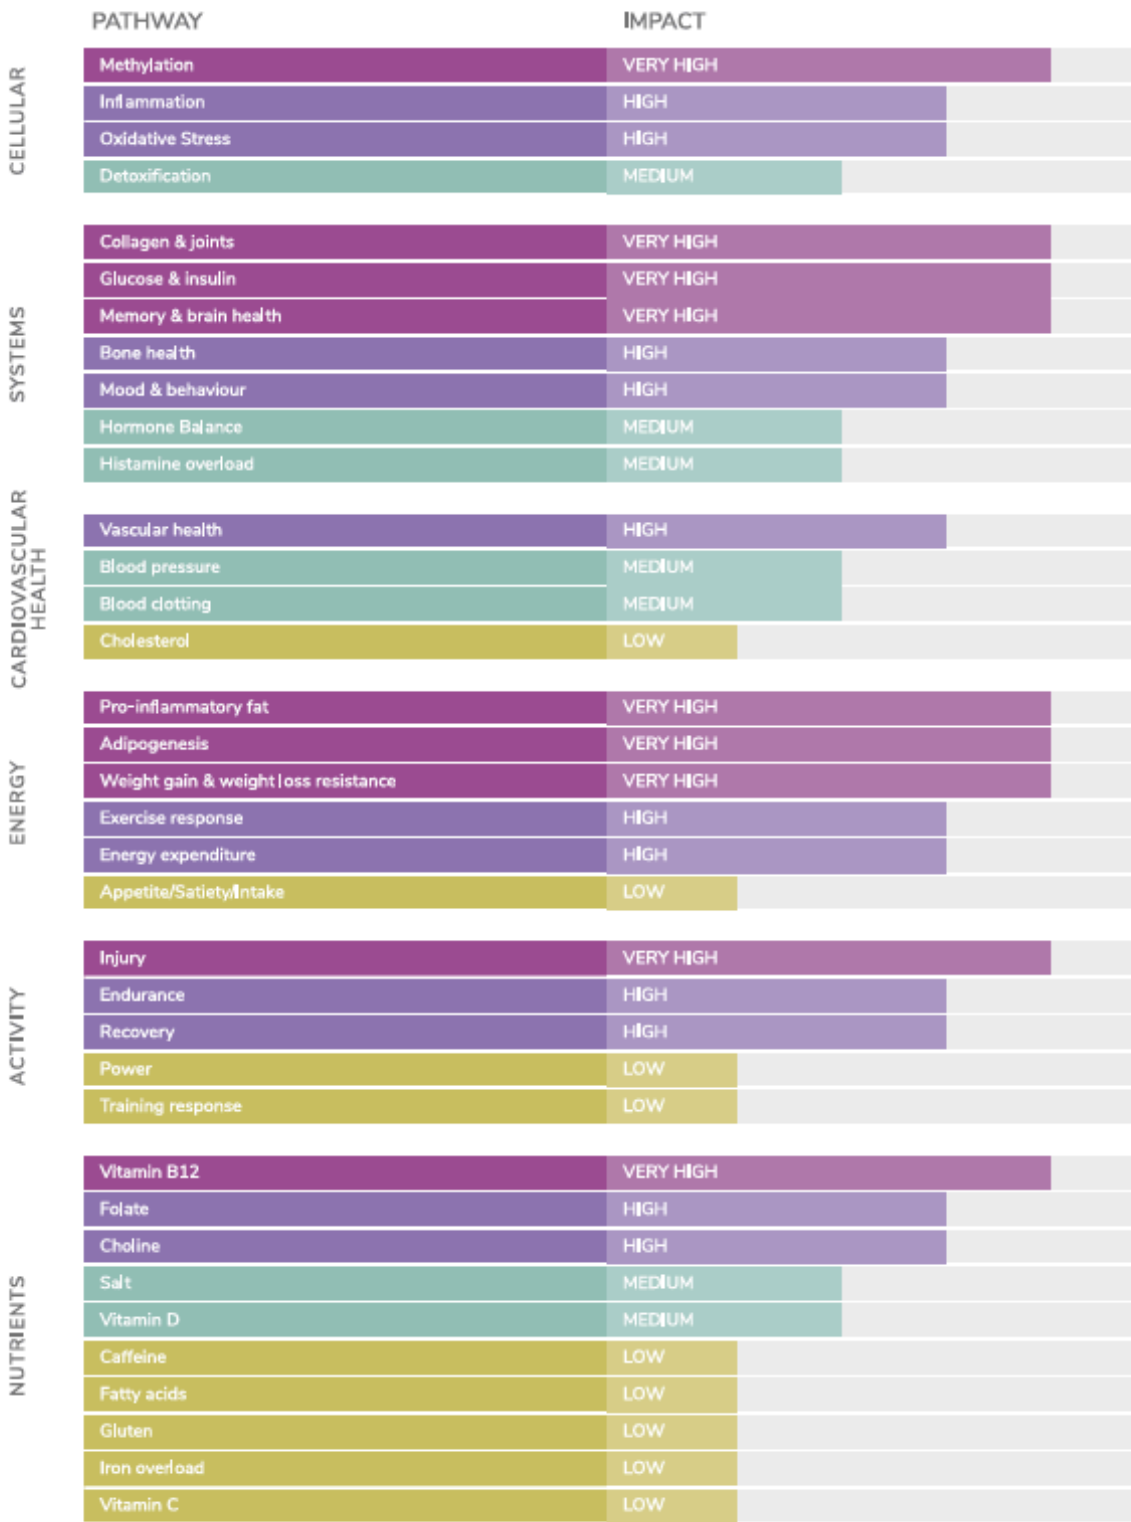 PATHWAY IMPACT
CELLULAR
Methylation VERY HIGH
Inflammation HIGH
Oxidative Stress HIGH
Detoxification MEDIUM
SYSTEMS
Collagen & joints VERY HIGH
Glucose & insulin VERY HIGH
Memory & brain health VERY HIGH
Bone health HIGH
Mood & behaviour HIGH
Hormone Balance MEDIUM
Histamine overload MEDIUM
CARDIOVASCULAR
HEALTH
Vascular health HIGH
Blood pressure MEDIUM
Blood clotting MEDIUM
Cholesterol LOW
ENERGY
Pro-inflammatory fat VERY HIGH
Adipogenesis VERY HIGH
Weight gain & weight loss resistance VERY HIGH
Exercise response HIGH
Energy expenditure HIGH
Appetite/Satiety/Intake LOW
ACTIVITY
Injury VERY HIGH
Endurance HIGH
Recovery HIGH
Power LOW
Training response LOW
NUTRIENTS
Vitamin B12 VERY HIGH
Folate HIGH
Choline HIGH
Salt MEDIUM
Vitamin D MEDIUM
Caffeine LOW
Fatty acids LOW
Gluten LOW
Iron overload LOW
Vitamin C LOW